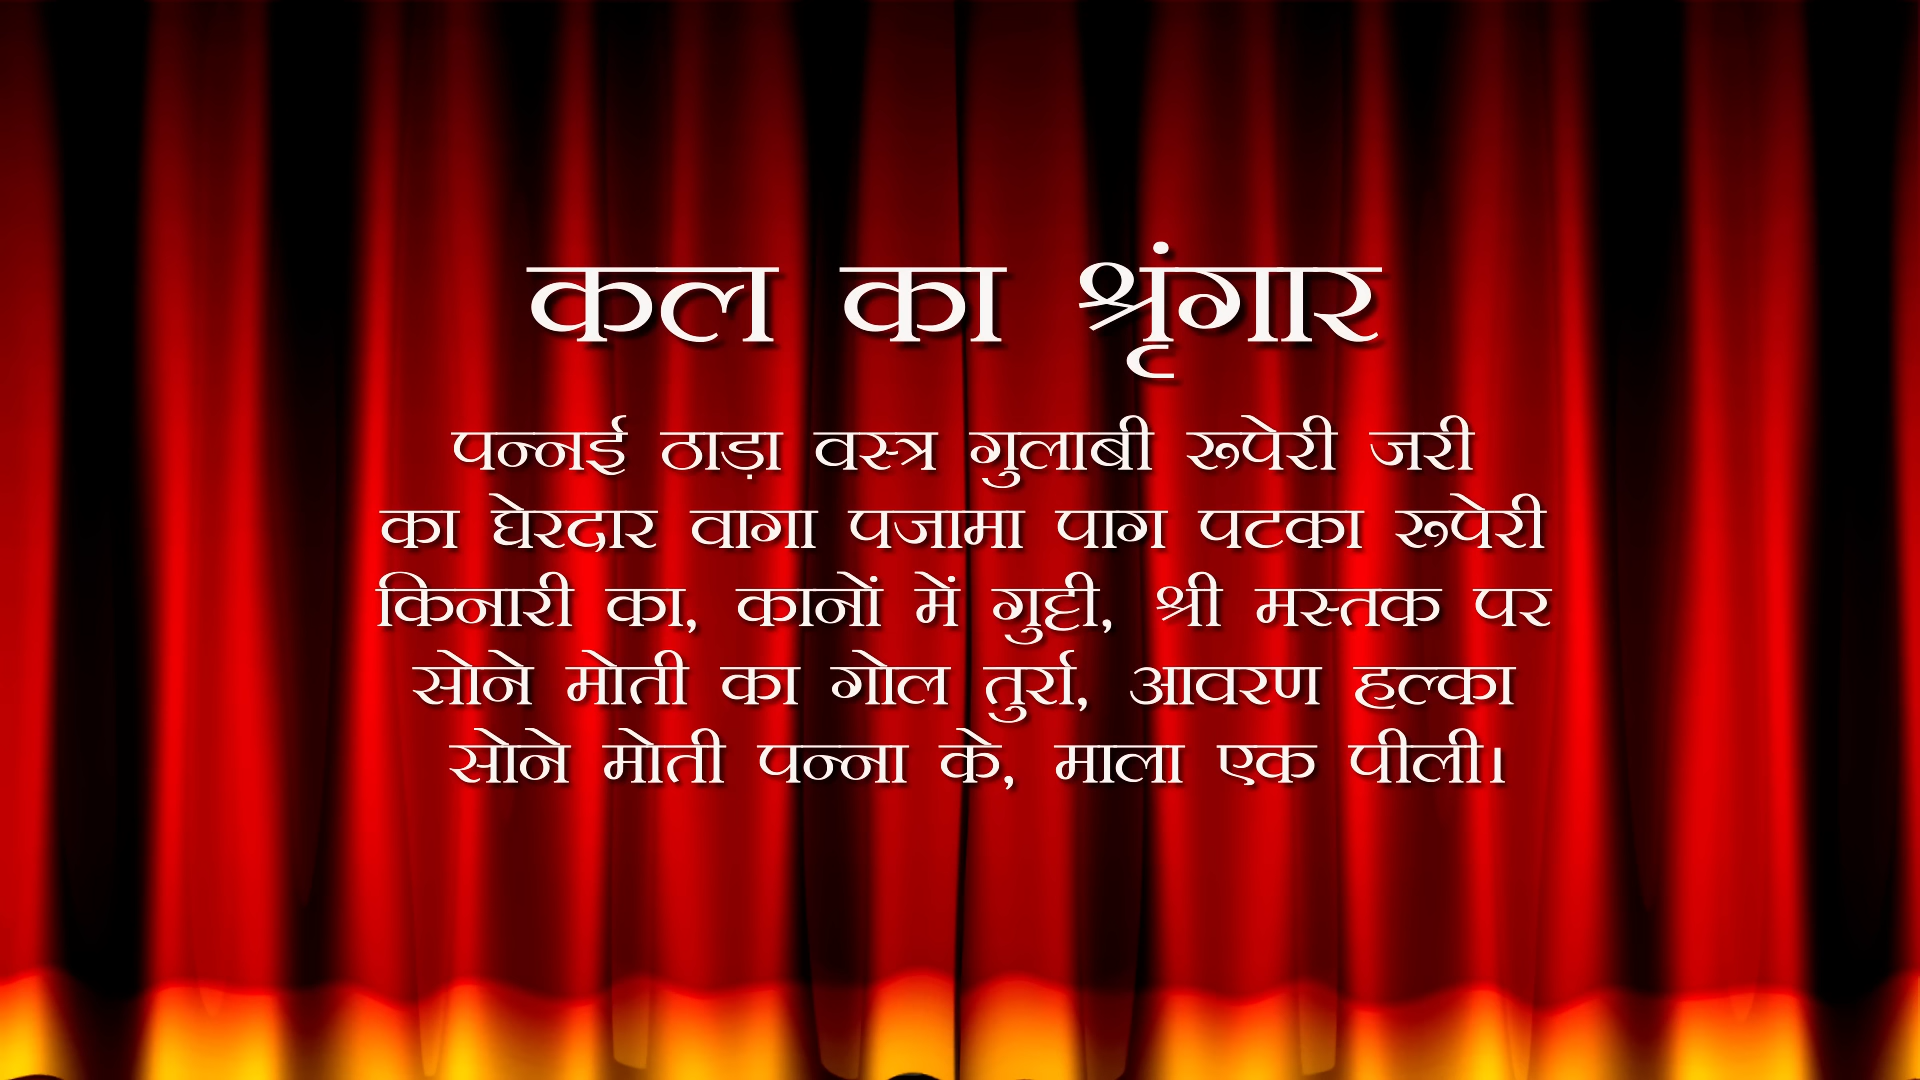 कल का श्रृंगार
पन्नई ठाड़ा वस्त्र गुलाबी रूपेरी जरी
का घेरदार वागा पजामा पाग पटका रूपेरी
किनारी का, कानों में गुट्टी, श्री मस्तक पर
सोने मोती का गोल तुर्रा, आवरण हल्का
सोने मोती पन्ना के, माला एक पीली।